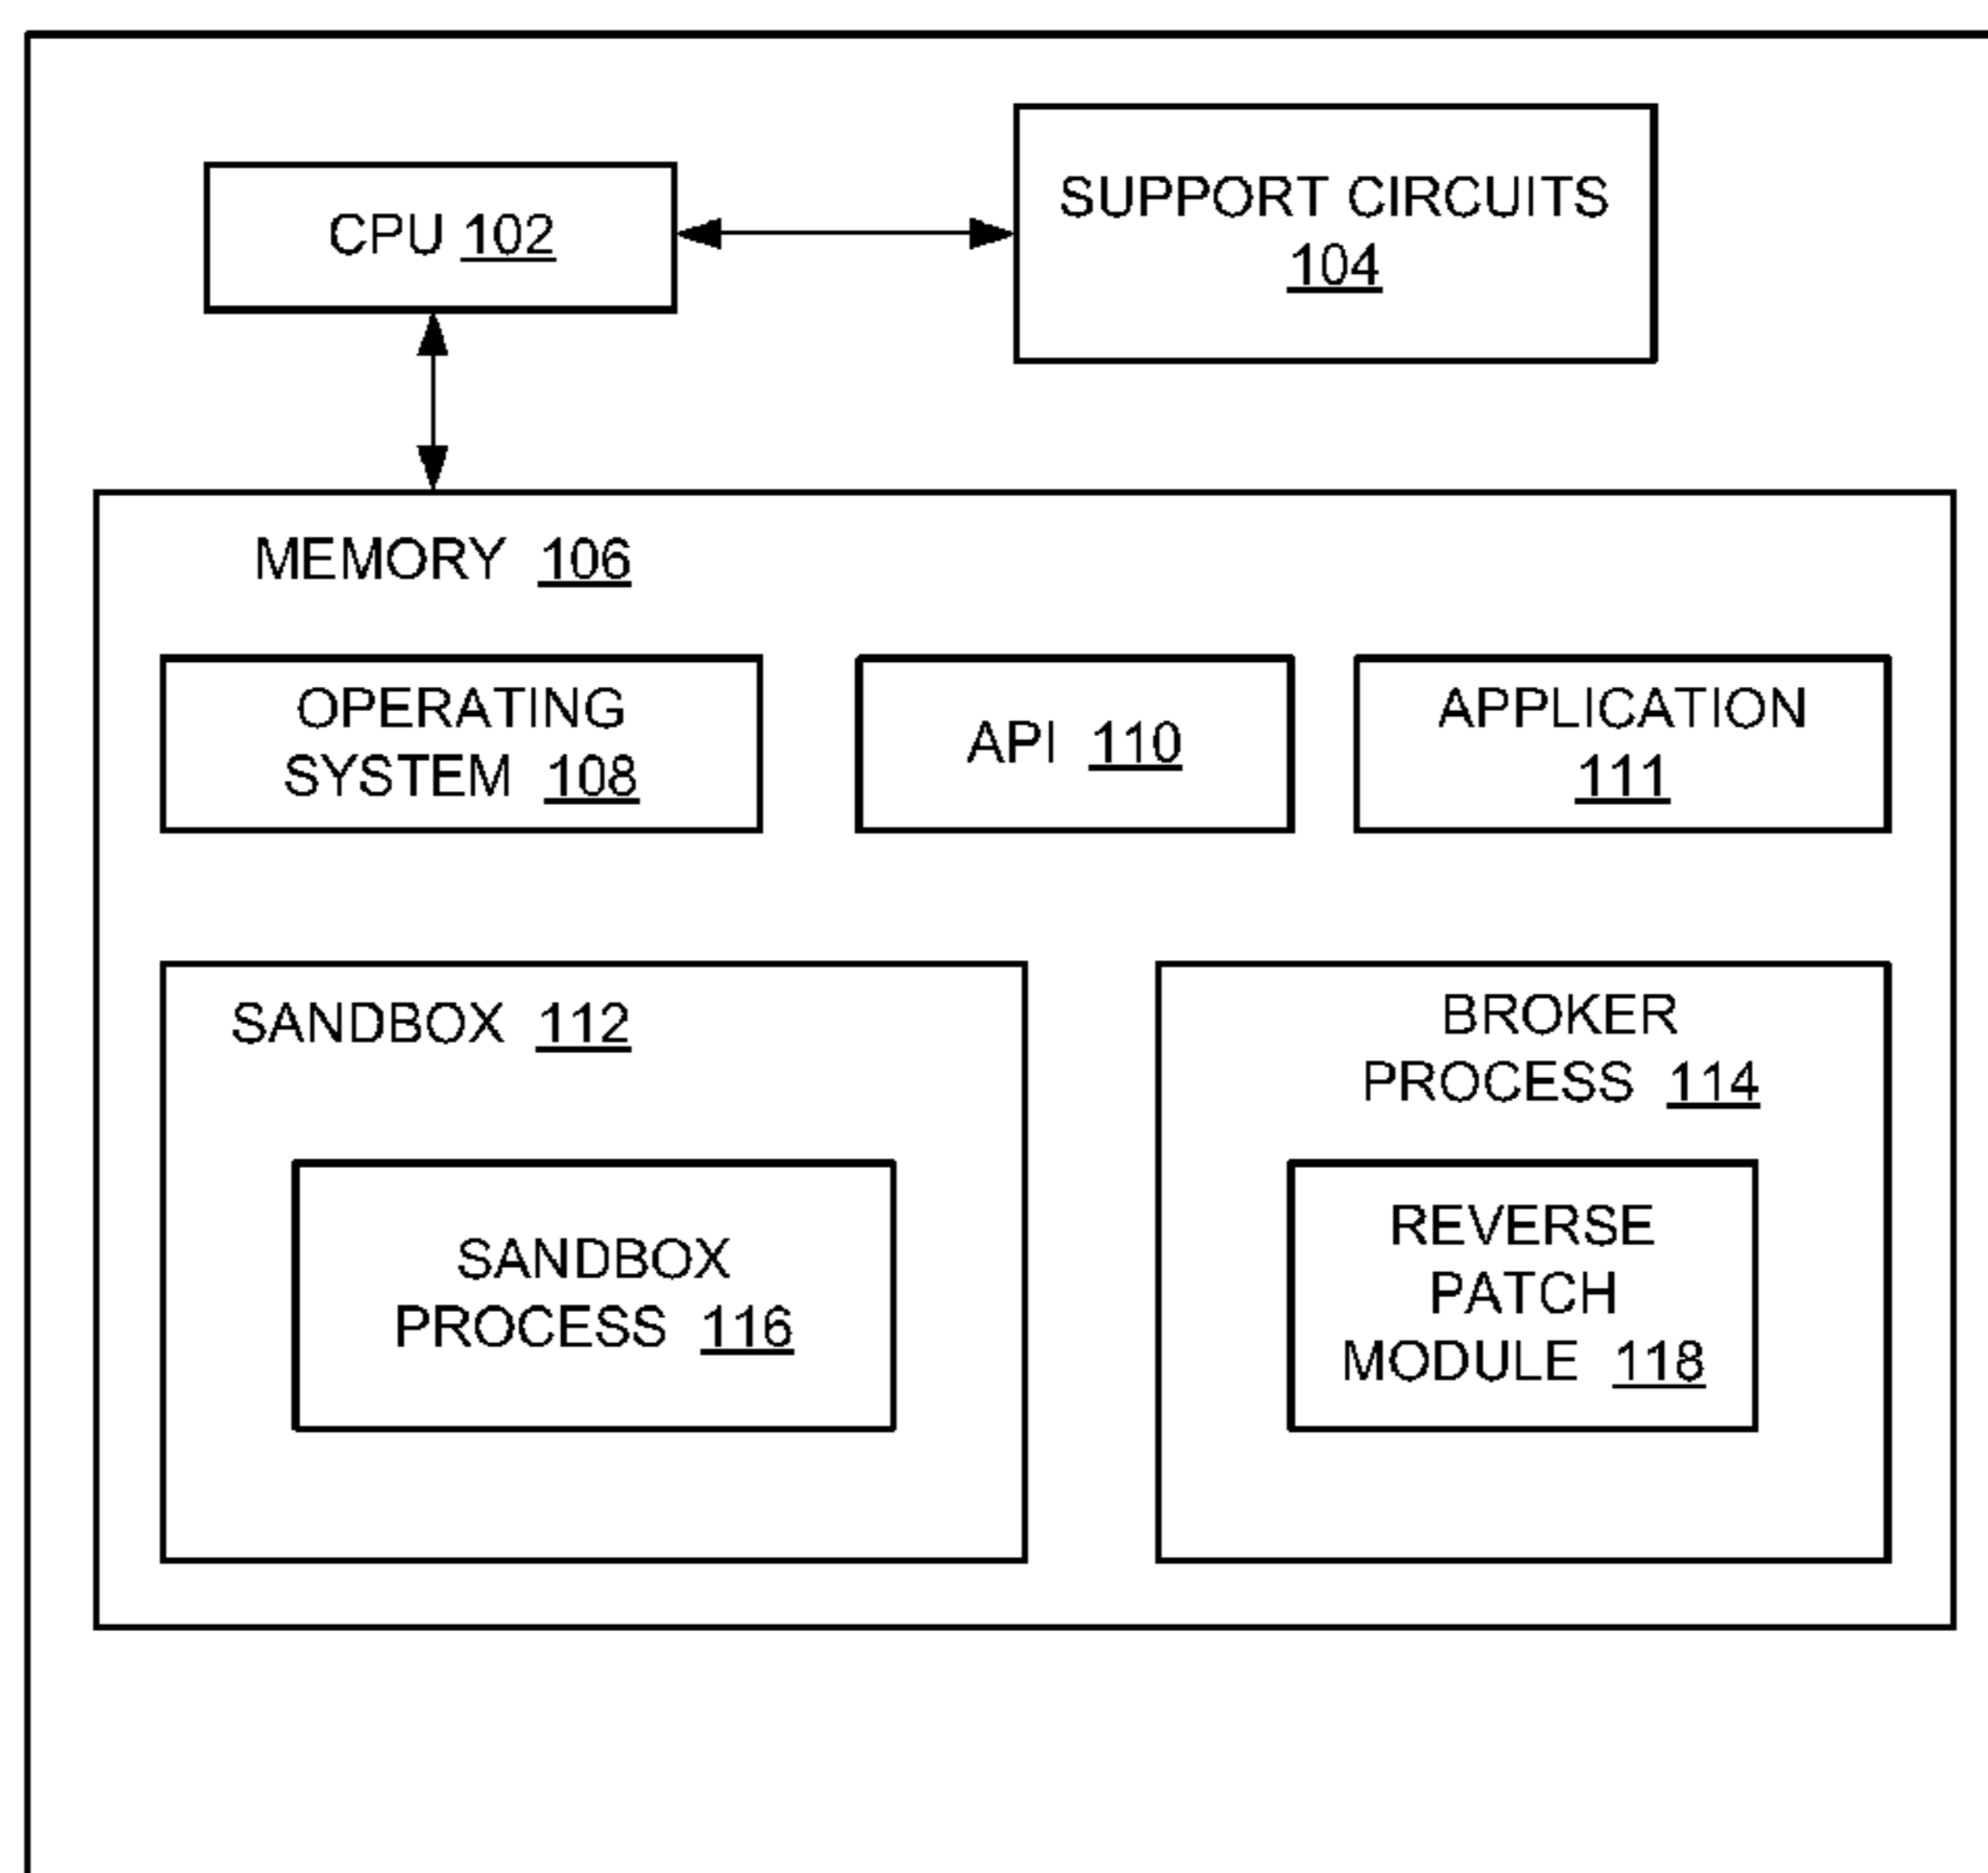 CPU 102
SUPPORT CIRCUITS
104
MEMORY 106
OPERATING
SYSTEM 108
API 110
APPLICATION
111
SANDBOX 112
SANDBOX
PROCESS 116
BROKER
PROCESS 114
REVERSE
PATCH
MODULE 118